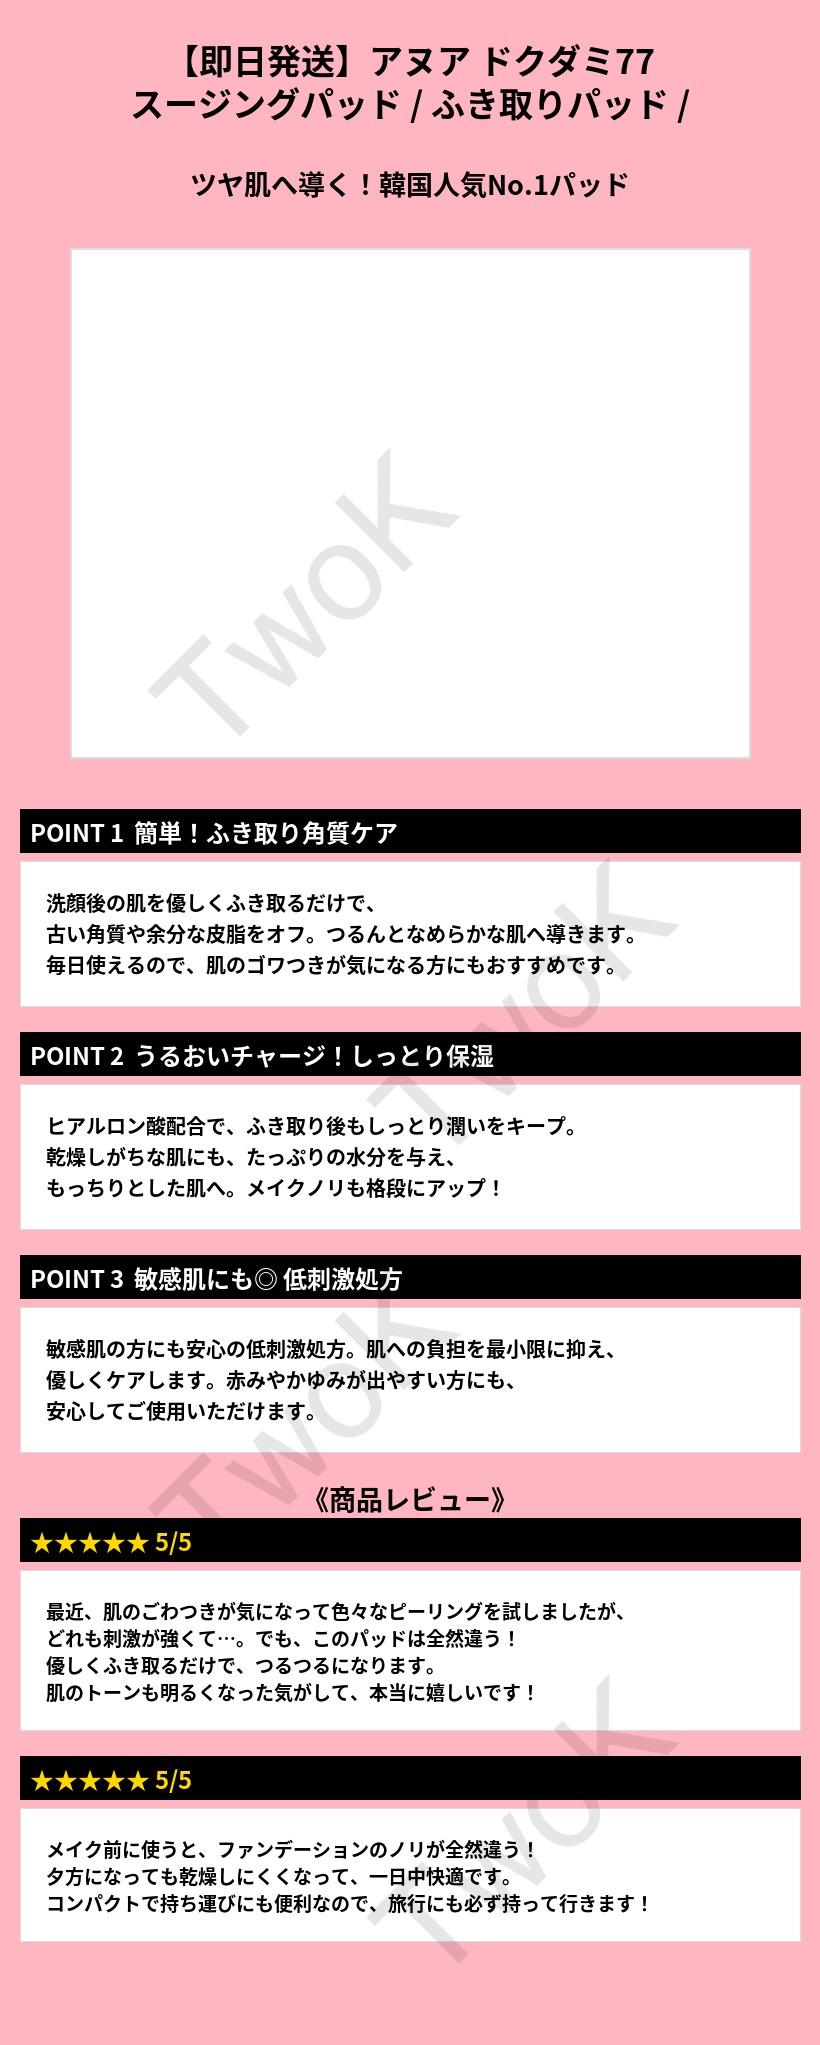 【即日発送】アヌア ドクダミ77
スージングパッド / ふき取りパッド /
ツヤ肌へ導く！韓国人気No.1パッド
TwoK
POINT 1 簡単！ふき取り角質ケア
洗顔後の肌を優しくふき取るだけで、
古い角質や余分な皮脂をオフ。つるんとなめらかな肌へ導きます。
毎日使えるので、肌のゴワつきが気になる方にもおすすめです。
TwoK
POINT 2 うるおいチャージ！しっとり保湿
ヒアルロン酸配合で、ふき取り後もしっとり潤いをキープ。
乾燥しがちな肌にも、たっぷりの水分を与え、
もっちりとした肌へ。メイクノリも格段にアップ！
POINT 3 敏感肌にも◎ 低刺激処方
敏感肌の方にも安心の低刺激処方。肌への負担を最小限に抑え、
優しくケアします。赤みやかゆみが出やすい方にも、
安心してご使用いただけます。
TwoK
《商品レビュー》
★★★★★ 5/5
最近、肌のごわつきが気になって色々なピーリングを試しましたが、
どれも刺激が強くて…。でも、このパッドは全然違う！
優しくふき取るだけで、つるつるになります。
肌のトーンも明るくなった気がして、本当に嬉しいです！
★★★★★ 5/5
メイク前に使うと、ファンデーションのノリが全然違う！
夕方になっても乾燥しにくくなって、一日中快適です。
コンパクトで持ち運びにも便利なので、旅行にも必ず持って行きます！
TwoK